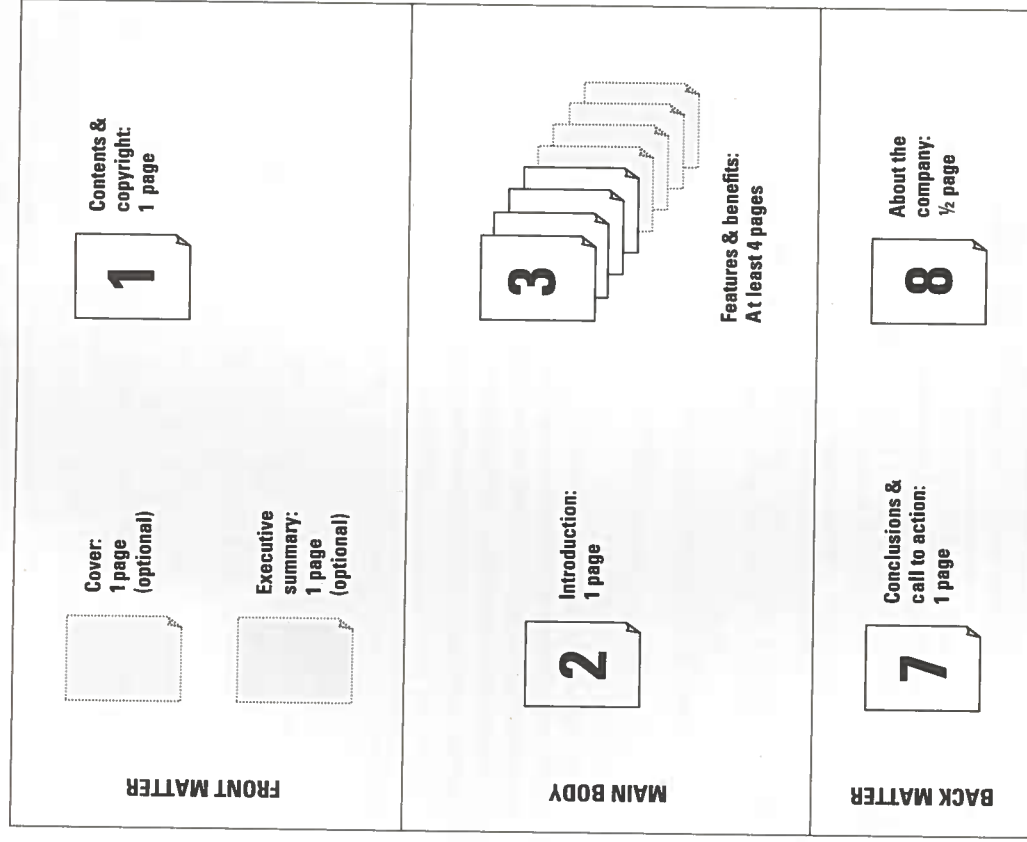 FRONT MATTER
Cover:
1 page
(optional)
Executive
summary:
1 page
(optional)
1
Contents &
copyright:
1 page
MAIN BODY
2
Introduction:
1 page
3
Features & benefits:
At least 4 pages
BACK MATTER
7
Conclusions &
call to action:
1 page
8
About the
company:
½ page